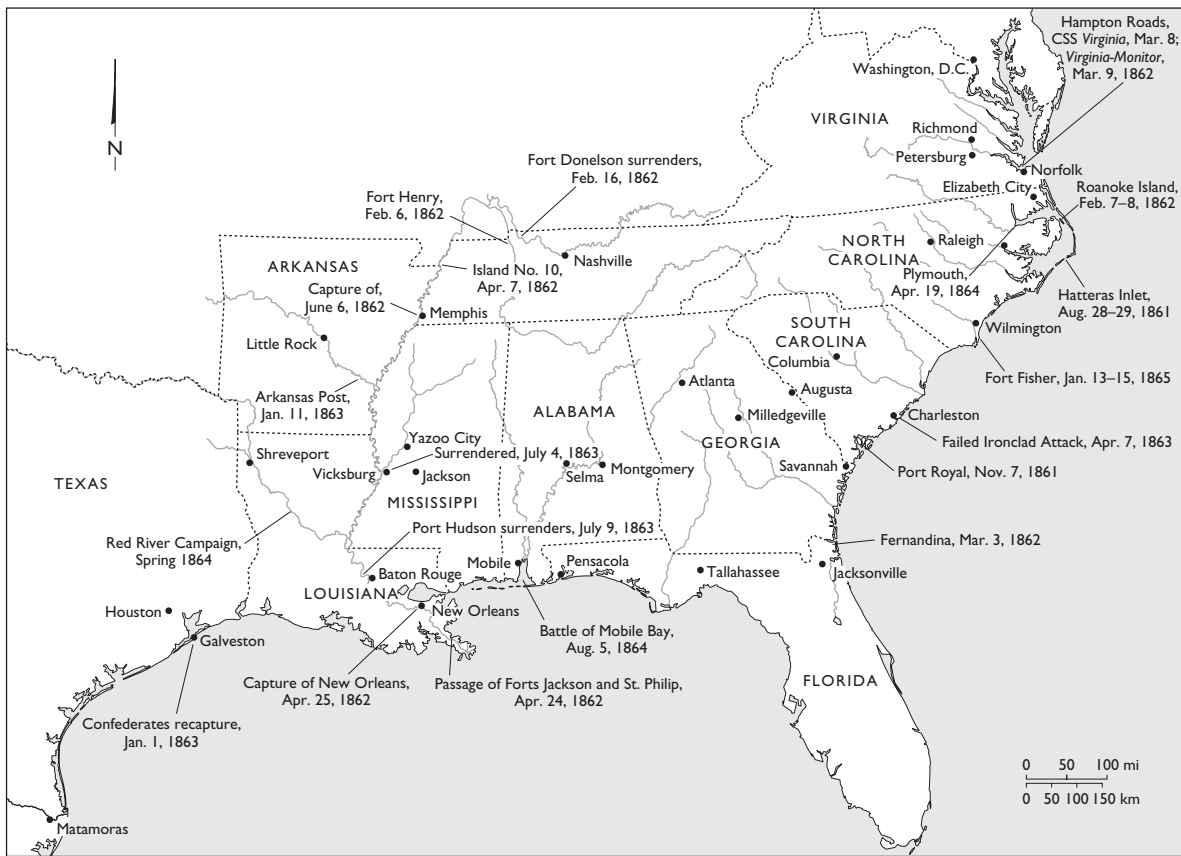 Hampton Roads,
CSS Virginia, Mar. 8;
Virginia-Monitor,
Mar. 9, 1862
Washington, D.C.
VIRGINIA
Richmond
Petersburg
Norfolk
Elizabeth City
Roanoke Island,
Feb. 7–8, 1862
N
Fort Donelson surrenders,
Feb. 16, 1862
Fort Henry,
Feb. 6, 1862
Nashville
NORTH
CAROLINA
Raleigh
Plymouth,
Apr. 19, 1864
Hatteras Inlet,
Aug. 28–29, 1861
ARKANSAS
Island No. 10,
Apr. 7, 1862
Capture of,
June 6, 1862
Memphis
Little Rock
Arkansas Post,
Jan. 11, 1863
SOUTH
CAROLINA
Columbia
Wilmington
Fort Fisher, Jan. 13–15, 1865
Atlanta
Augusta
Milledgeville
GEORGIA
Charleston
Failed Ironclad Attack, Apr. 7, 1863
Savannah
Port Royal, Nov. 7, 1861
ALABAMA
Yazoo City
Surrendered, July 4, 1863
Vicksburg
Jackson
Selma
Montgomery
Shreveport
TEXAS
MISSISSIPPI
Red River Campaign,
Spring 1864
Port Hudson surrenders, July 9, 1863
Fernandina, Mar. 3, 1862
Baton Rouge
Mobile
Pensacola
Tallahassee
Jacksonville
LOUISIANA
New Orleans
Houston
Galveston
Battle of Mobile Bay,
Aug. 5, 1864
Capture of New Orleans,
Apr. 25, 1862
Passage of Forts Jackson and St. Philip,
Apr. 24, 1862
FLORIDA
Confederates recapture,
Jan. 1, 1863
Matamoras
0 50 100 mi
0 50 100 150 km